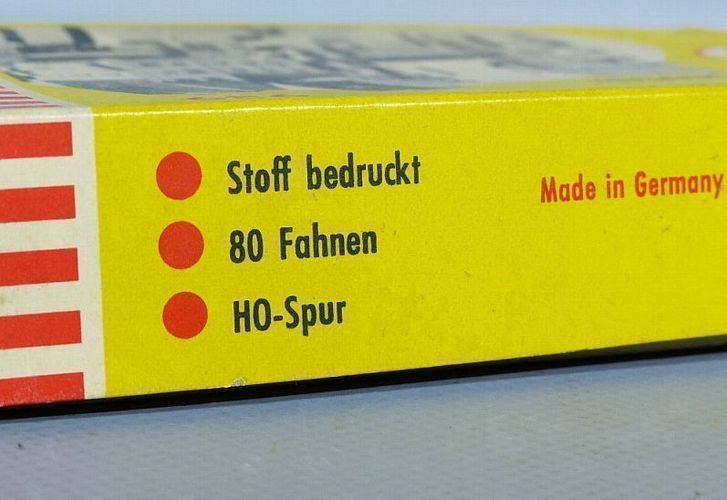 Stoff bedruckt
80 Fahnen
HO-Spur
Made in Germany